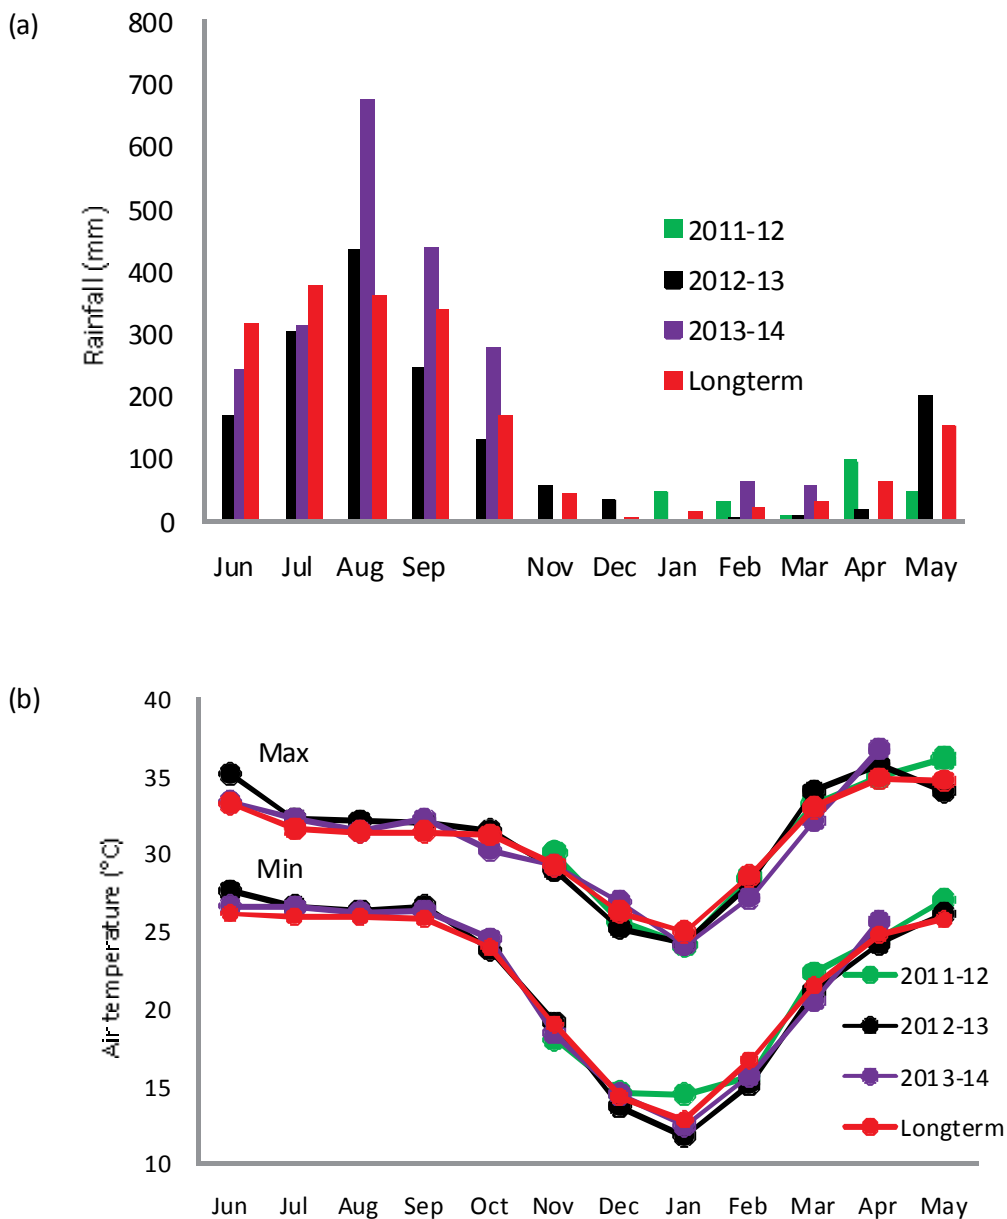 (a)
800
700
600
500
400
300
200
100
0
Rainfall (mm)
2011-12
2012-13
2013-14
Longterm
Jun Jul Aug Sep Nov Dec Jan Feb Mar Apr May
(b)
40
35
30
25
20
15
10
Air temperature (°C)
Max
Min
2011-12
2012-13
2013-14
Longterm
Jun Jul Aug Sep Oct Nov Dec Jan Feb Mar Apr May